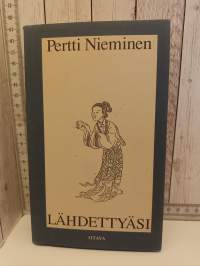 Pertti Nieminen
LÄHDETTYÄSI
OTAVA